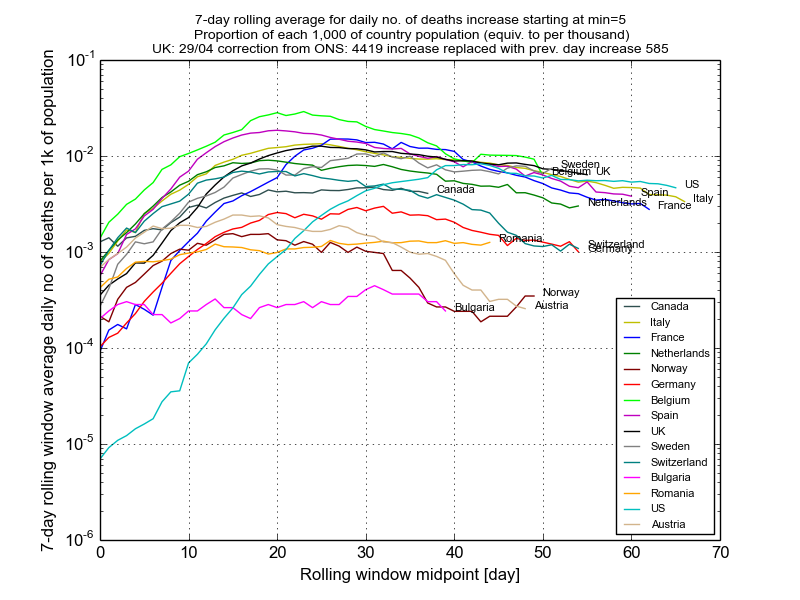 7-day rolling average for daily no. of deaths increase starting at min=5
Proportion of each 1,000 of country population (equiv. to per thousand)
UK: 29/04 correction from ONS: 4419 increase replaced with prev. day increase 585
7-day rolling window average daily no of deaths per 1k of population
10^-1
10^-2
10^-3
10^-4
10^-5
10^-6
Sweden
Belgium
UK
US
Canada
Spain
Italy
Netherlands
France
Romania
Switzerland
Germany
Norway
Bulgaria
Austria
Canada
Italy
France
Netherlands
Norway
Germany
Belgium
Spain
UK
Sweden
Switzerland
Bulgaria
Romania
US
Austria
0 10 20 30 40 50 60 70
Rolling window midpoint [day]